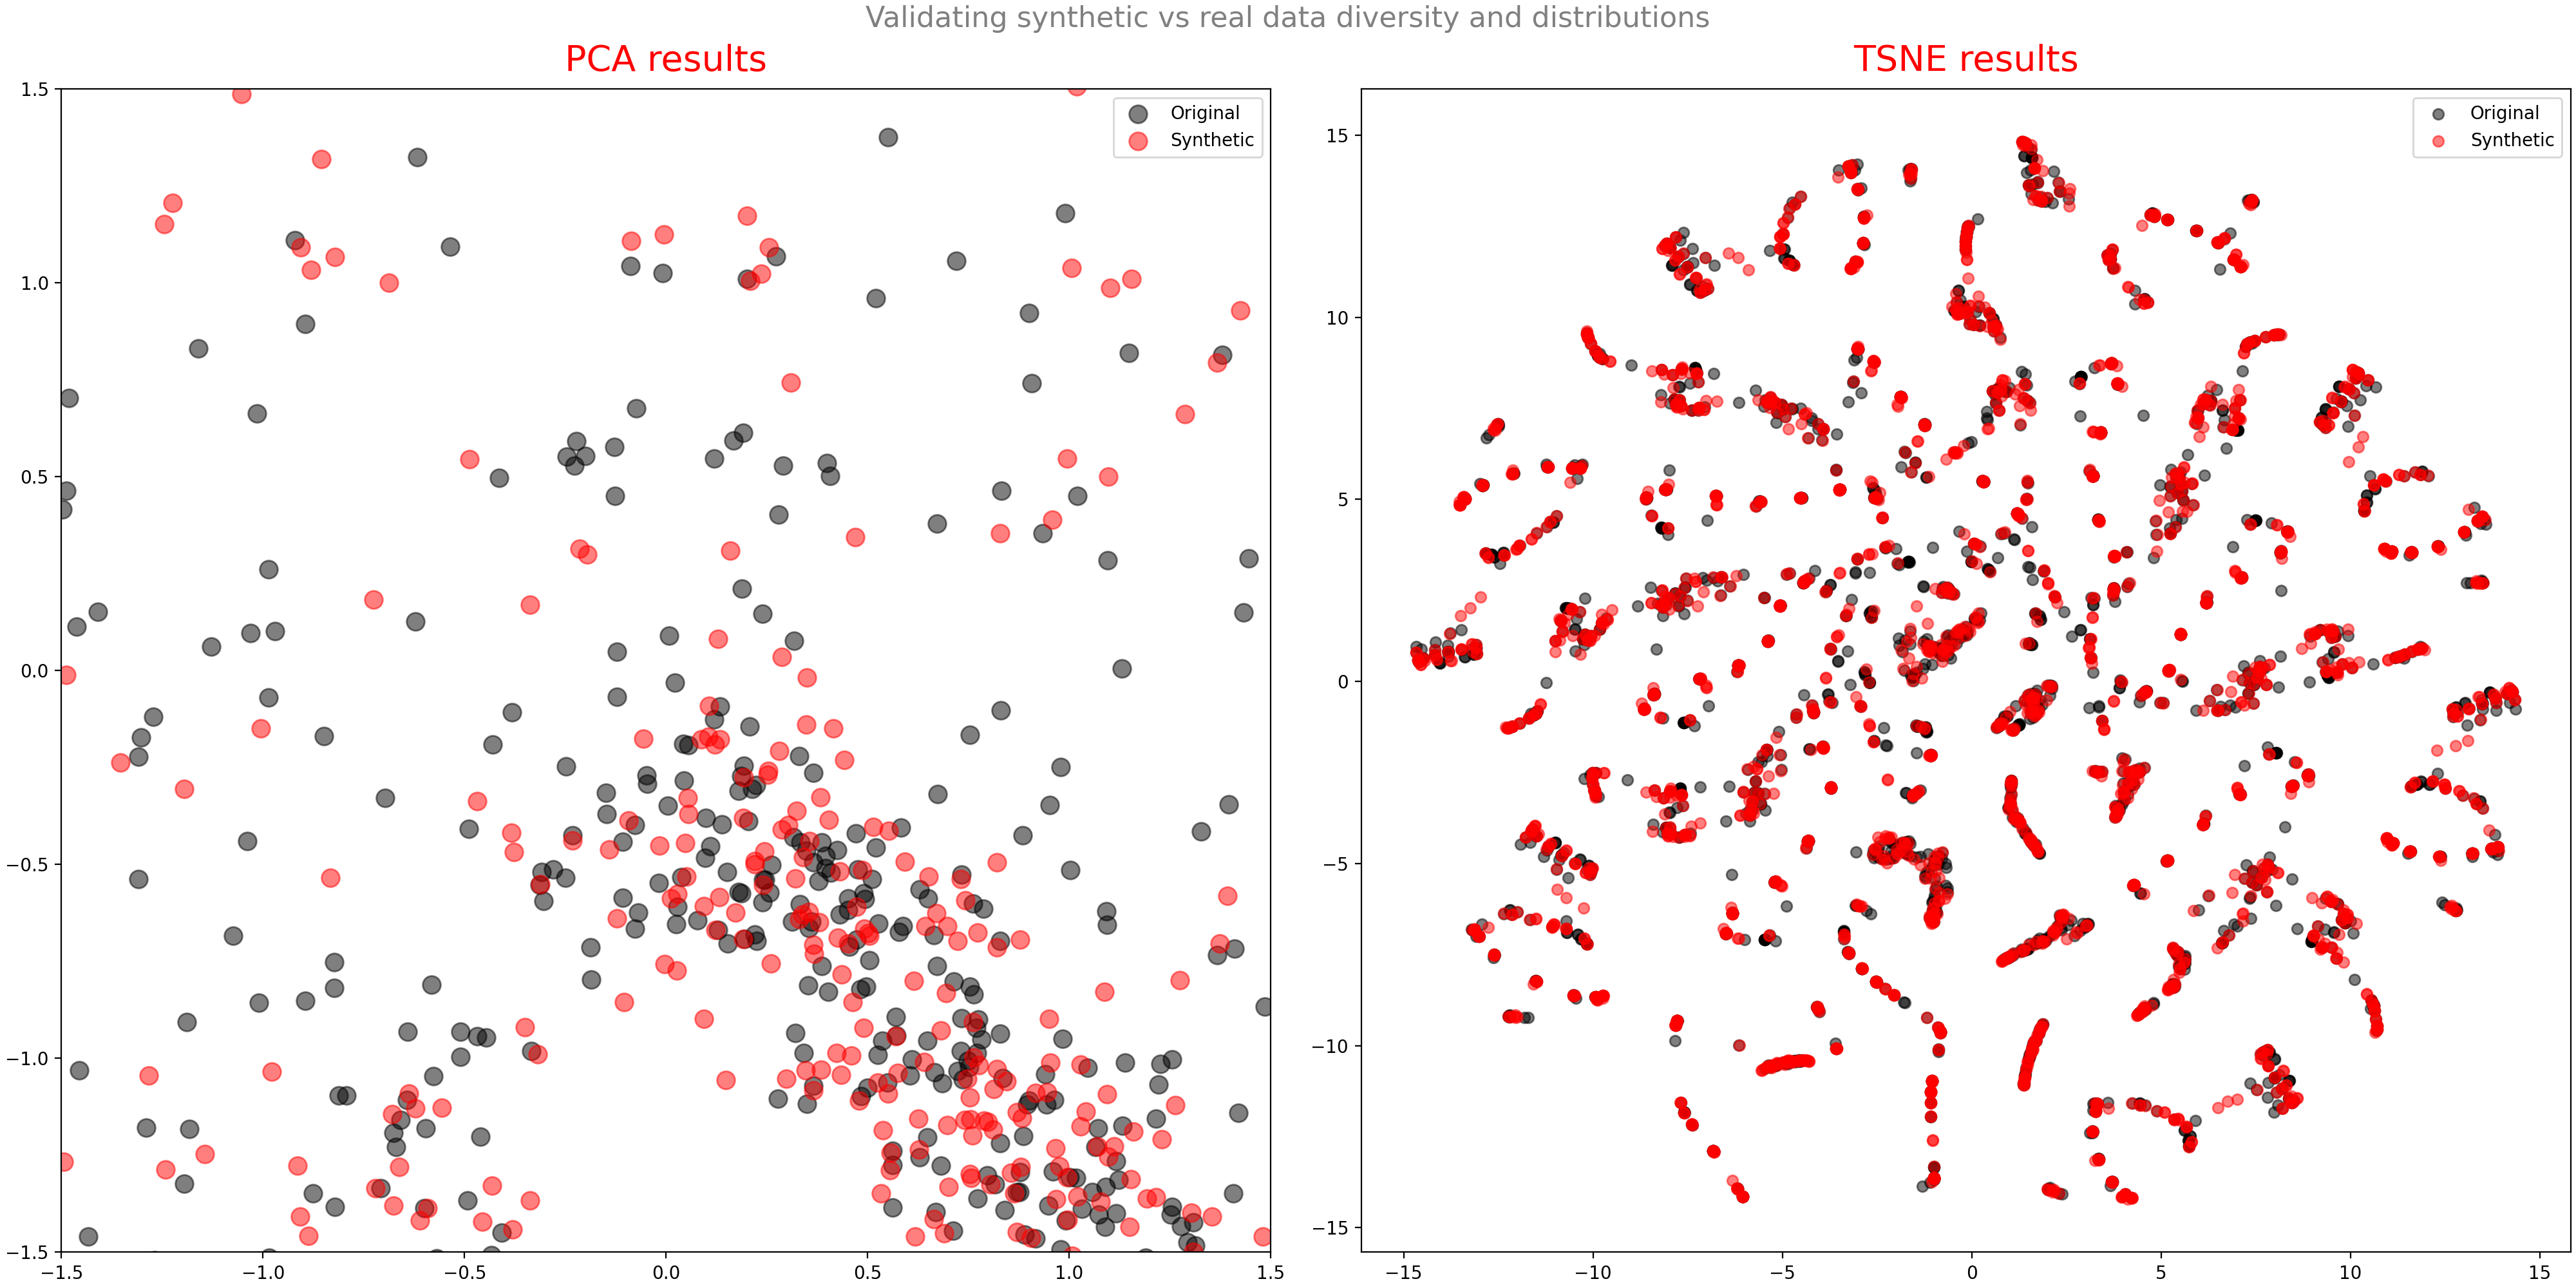 Validating synthetic vs real data diversity and distributions
PCA results
TSNE results
Original
Synthetic
Original
Synthetic
1.5
1.0
0.5
0.0
−0.5
−1.0
−1.5
−1.5 −1.0 −0.5 0.0 0.5 1.0 1.5
15
10
5
0
−5
−10
−15
−15 −10 −5 0 5 10 15